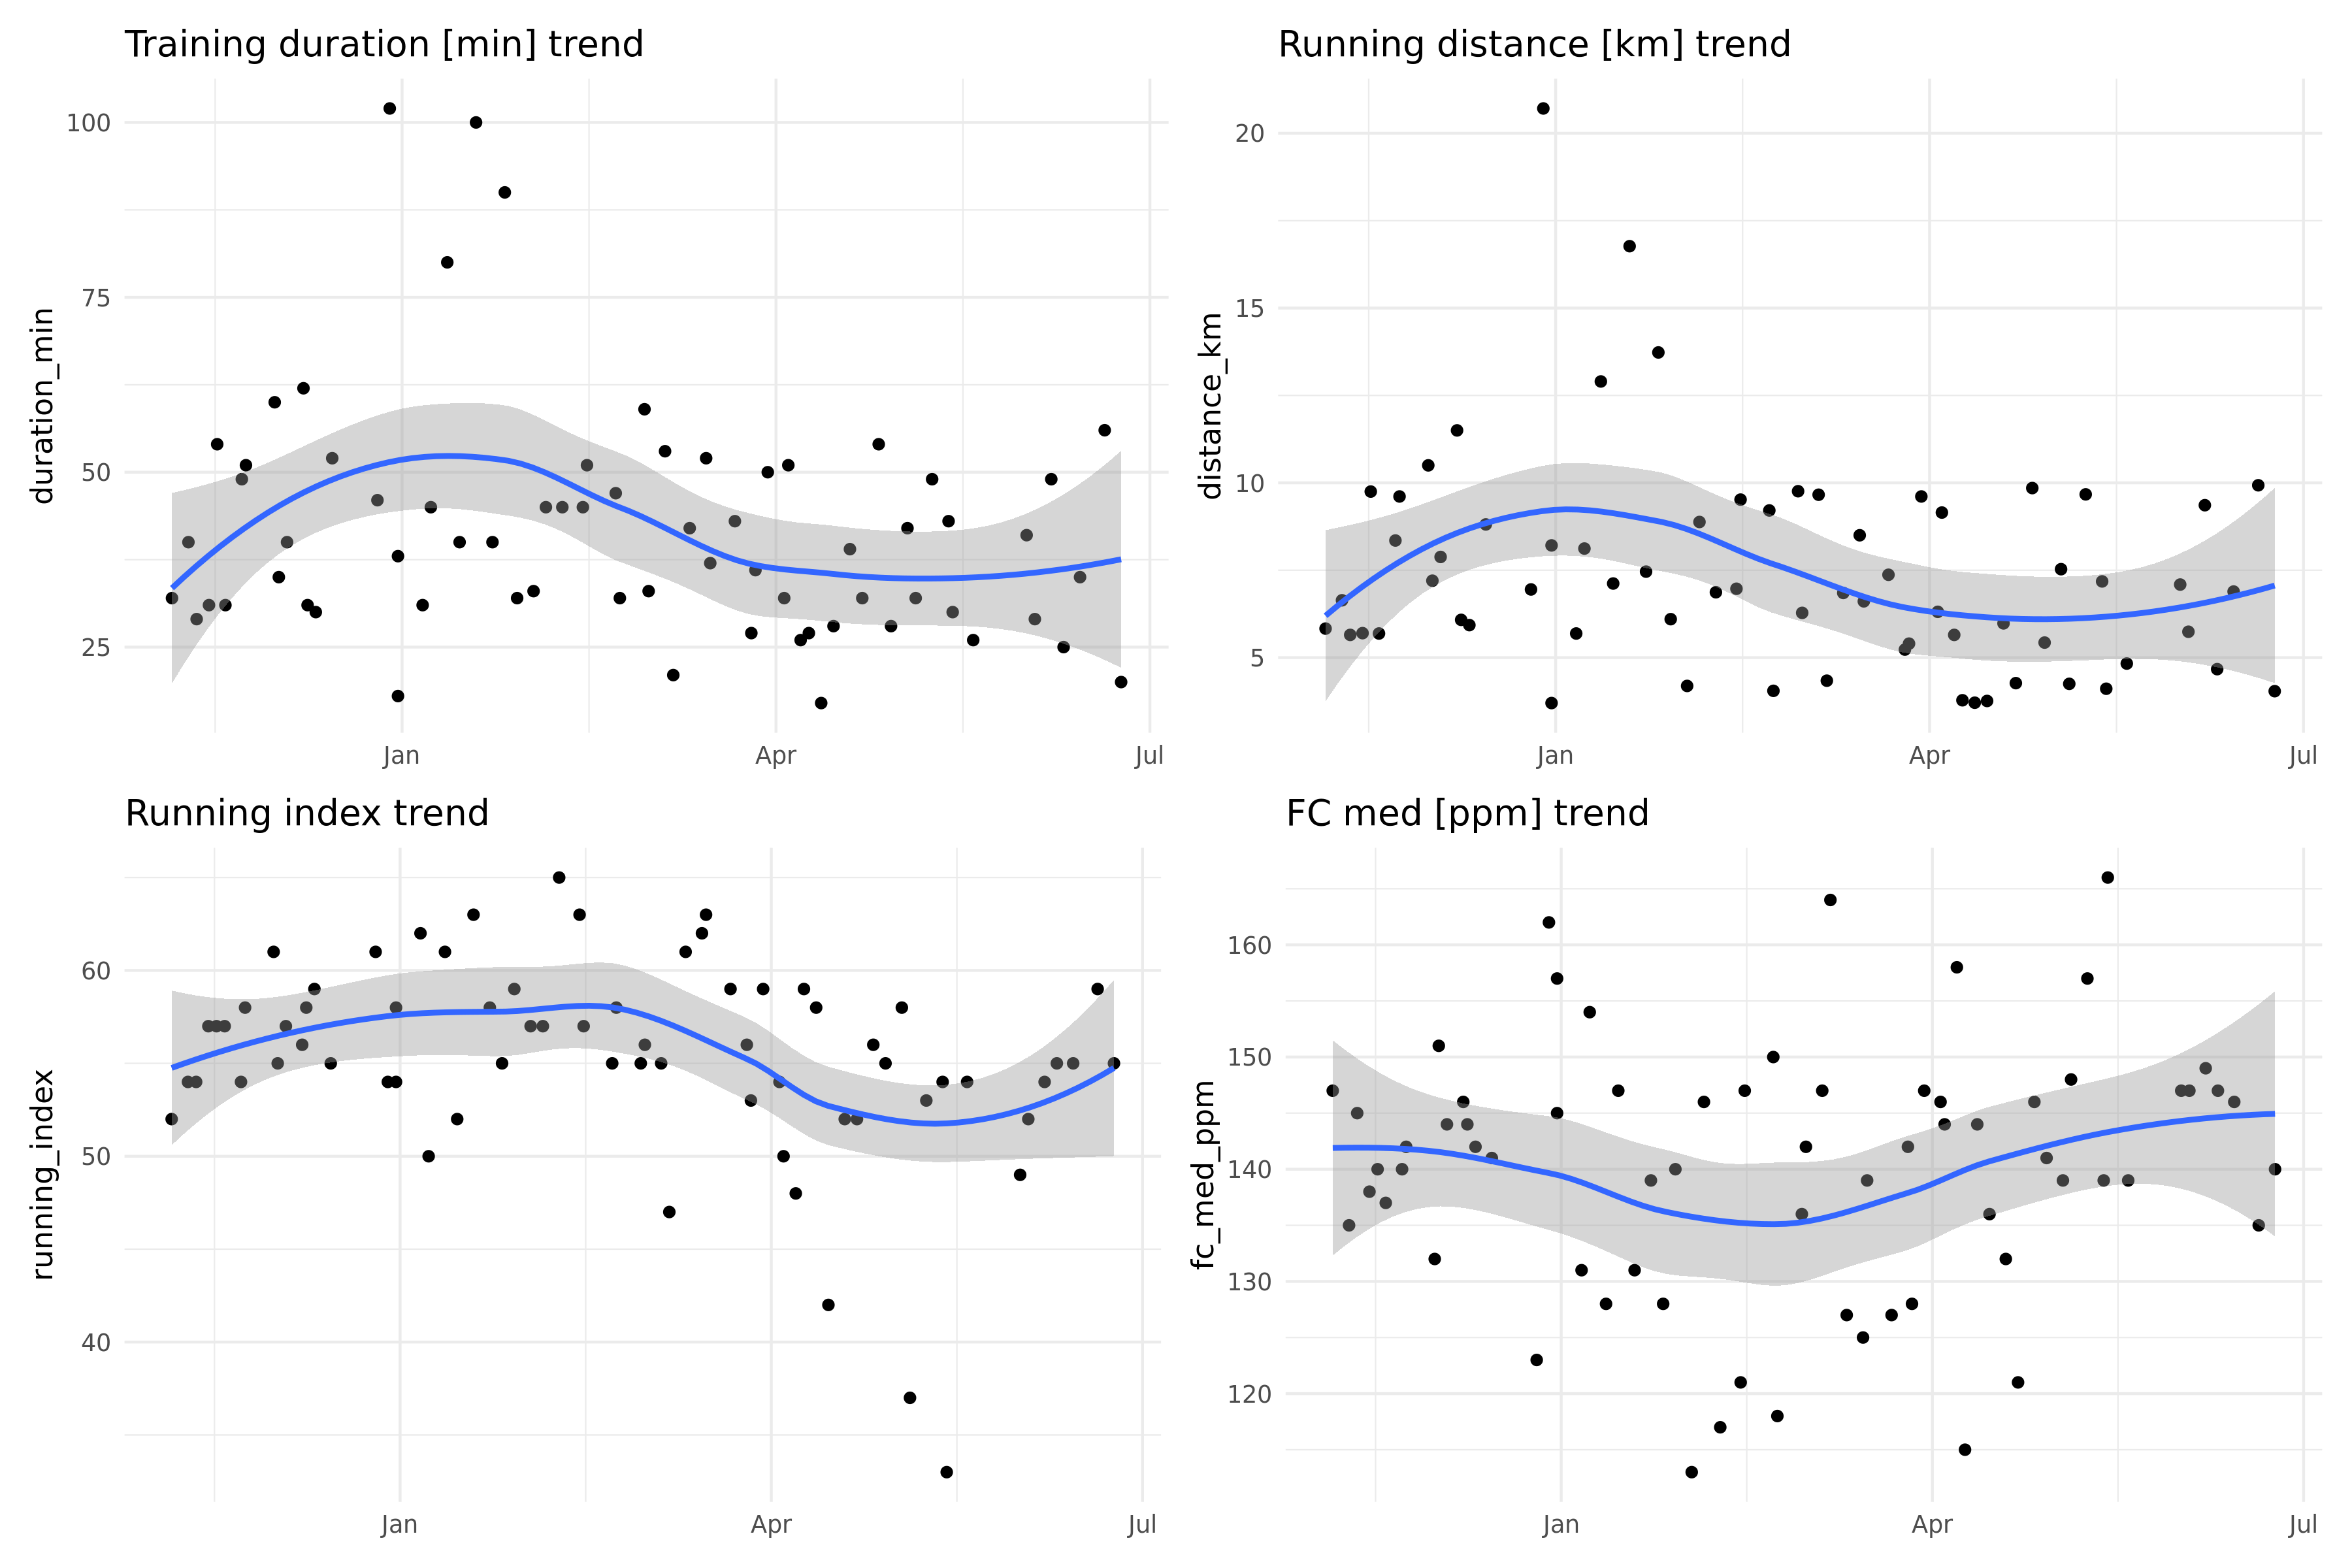 Training duration [min] trend
duration_min
100
75
50
25
Jan Apr Jul
Running distance [km] trend
distance_km
20
15
10
5
Jan Apr Jul
Running index trend
running_index
60
50
40
Jan Apr Jul
FC med [ppm] trend
fc_med_ppm
160
150
140
130
120
Jan Apr Jul